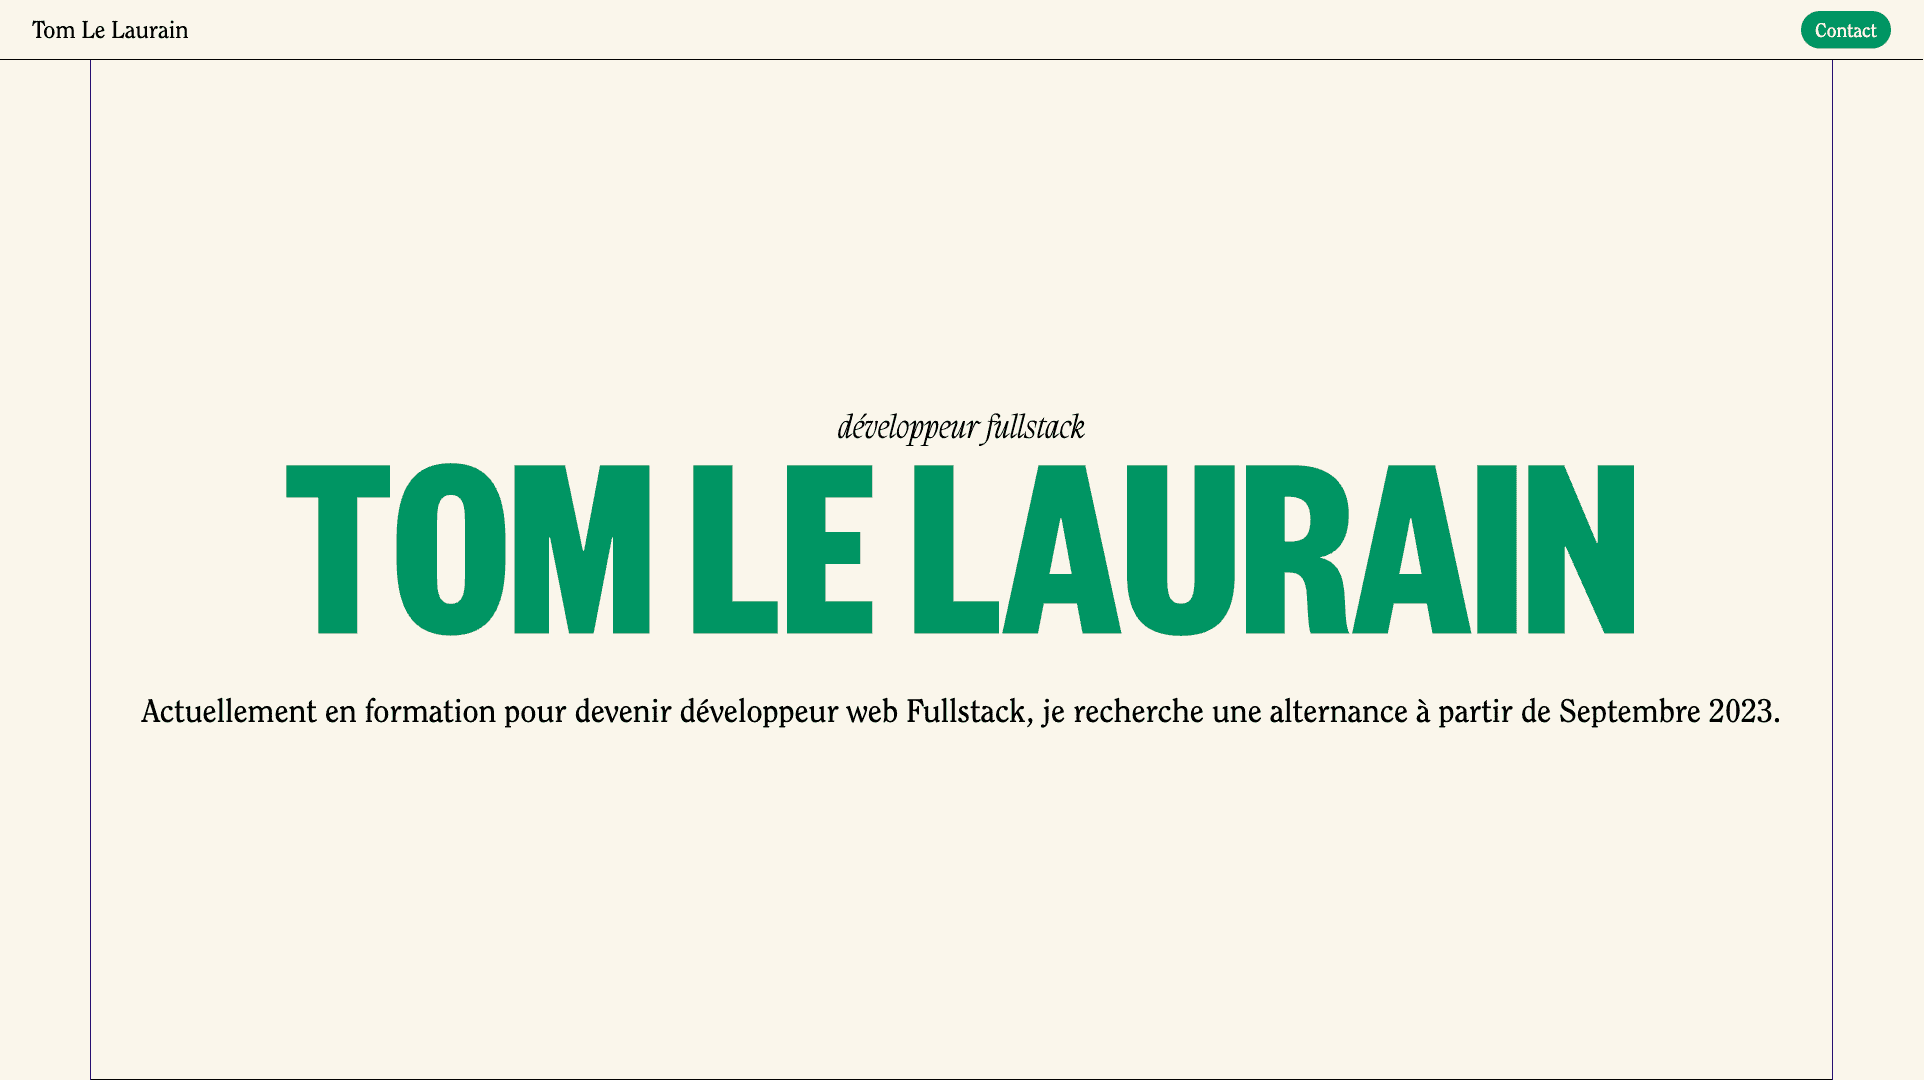 Tom Le Laurain
Contact
développeur fullstack
TOM LE LAURAIN
Actuellement en formation pour devenir développeur web Fullstack, je recherche une alternance à partir de Septembre 2023.